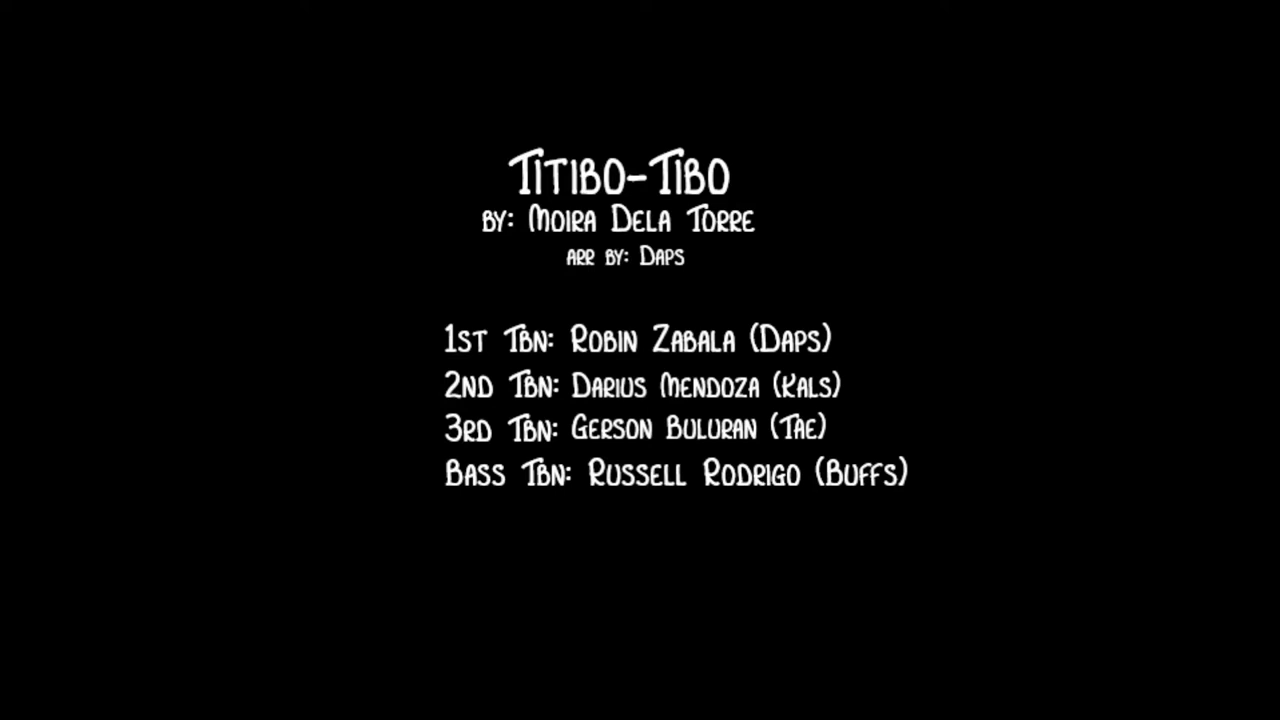 Titibo-Tibo
by: Moira Dela Torre
arr by: Daps
1st Tbn: Robin Zabala (Daps)
2nd Tbn: Darius Mendoza (Kals)
3rd Tbn: Gerson Buluran (Tae)
Bass Tbn: Russell Rodrigo (Buffs)